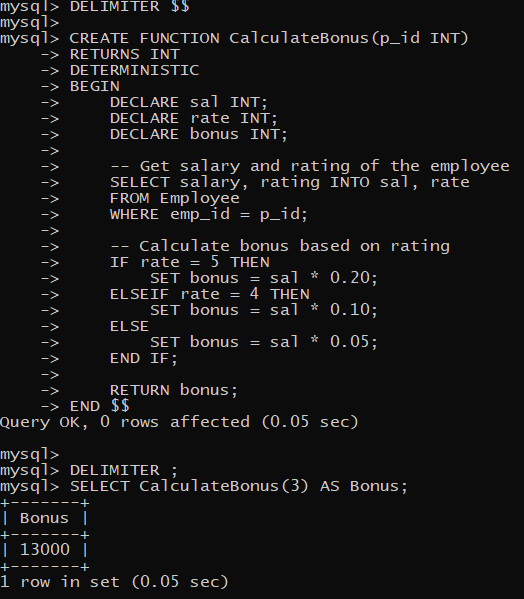 mysql> DELIMITER $$
mysql>
mysql> CREATE FUNCTION CalculateBonus(p_id INT)
    -> RETURNS INT
    -> DETERMINISTIC
    -> BEGIN
    ->     DECLARE sal INT;
    ->     DECLARE rate INT;
    ->     DECLARE bonus INT;
    ->
    ->     -- Get salary and rating of the employee
    ->     SELECT salary, rating INTO sal, rate
    ->     FROM Employee
    ->     WHERE emp_id = p_id;
    ->
    ->     -- Calculate bonus based on rating
    ->     IF rate = 5 THEN
    ->         SET bonus = sal * 0.20;
    ->     ELSEIF rate = 4 THEN
    ->         SET bonus = sal * 0.10;
    ->     ELSE
    ->         SET bonus = sal * 0.05;
    ->     END IF;
    ->
    ->     RETURN bonus;
    -> END $$
Query OK, 0 rows affected (0.05 sec)

mysql>
mysql> DELIMITER ;
mysql> SELECT CalculateBonus(3) AS Bonus;
+-------+
| Bonus |
+-------+
| 13000 |
+-------+
1 row in set (0.05 sec)